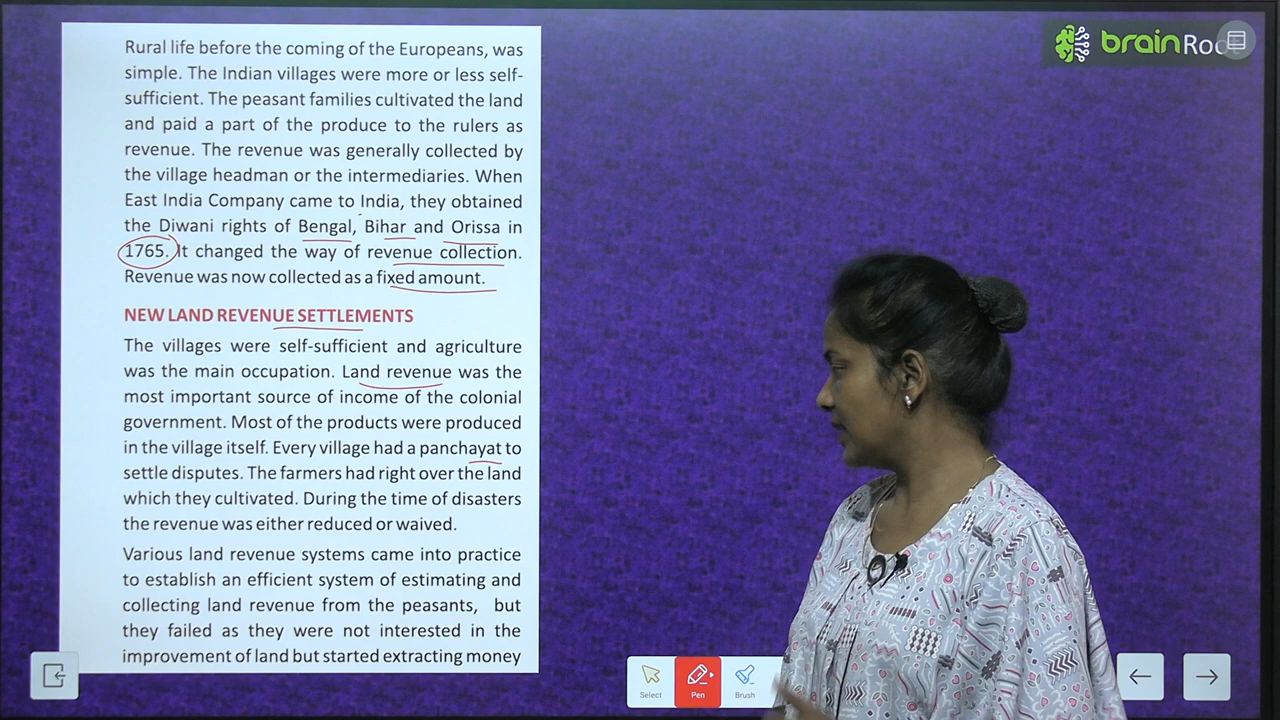 Rural life before the coming of the Europeans, was
simple. The Indian villages were more or less self-
sufficient. The peasant families cultivated the land
and paid a part of the produce to the rulers as
revenue. The revenue was generally collected by
the village headman or the intermediaries. When
East India Company came to India, they obtained
the Diwani rights of Bengal, Bihar and Orissa in
1765. It changed the way of revenue collection.
Revenue was now collected as a fixed amount.
NEW LAND REVENUE SETTLEMENTS
The villages were self-sufficient and agriculture
was the main occupation. Land revenue was the
most important source of income of the colonial
government. Most of the products were produced
in the village itself. Every village had a panchayat to
settle disputes. The farmers had right over the land
which they cultivated. During the time of disasters
the revenue was either reduced or waived.
Various land revenue systems came into practice
to establish an efficient system of estimating and
collecting land revenue from the peasants, but
they failed as they were not interested in the
improvement of land but started extracting money
brain Root
Select
Pen
Brush